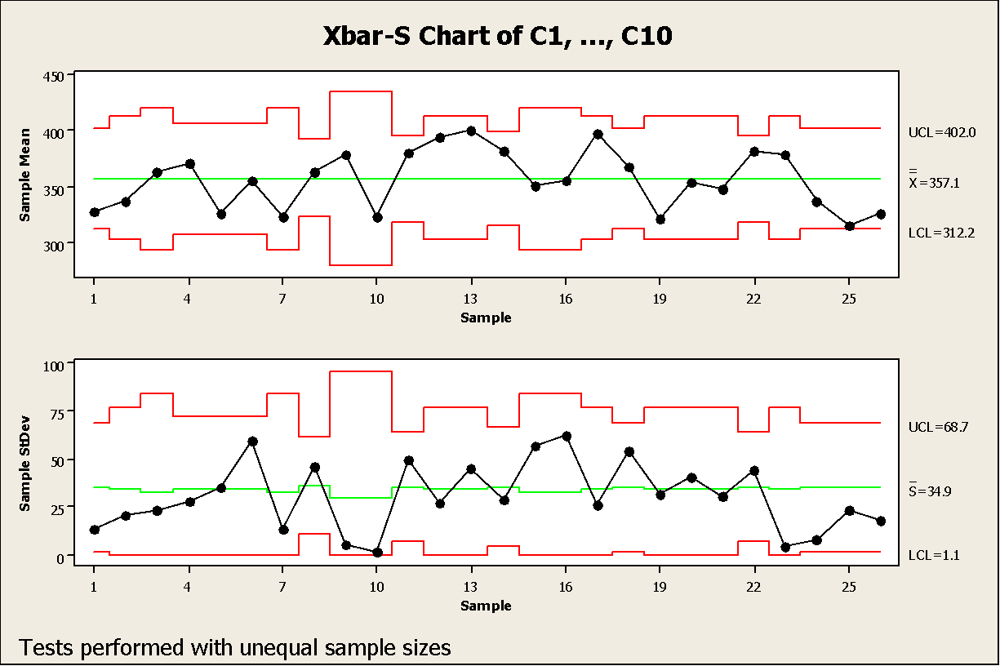 Xbar-S Chart of C1, ..., C10
450
400
350
300
Sample Mean
UCL=402.0
X̿=357.1
LCL=312.2
1 4 7 10 13 16 19 22 25
Sample
100
75
50
25
0
Sample StDev
UCL=68.7
S̅=34.9
LCL=1.1
1 4 7 10 13 16 19 22 25
Sample
Tests performed with unequal sample sizes